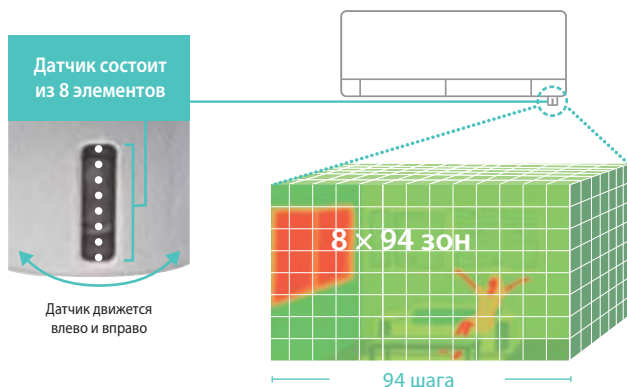 Датчик состоит
из 8 элементов
8 × 94 зон
Датчик движется
влево и вправо
94 шага